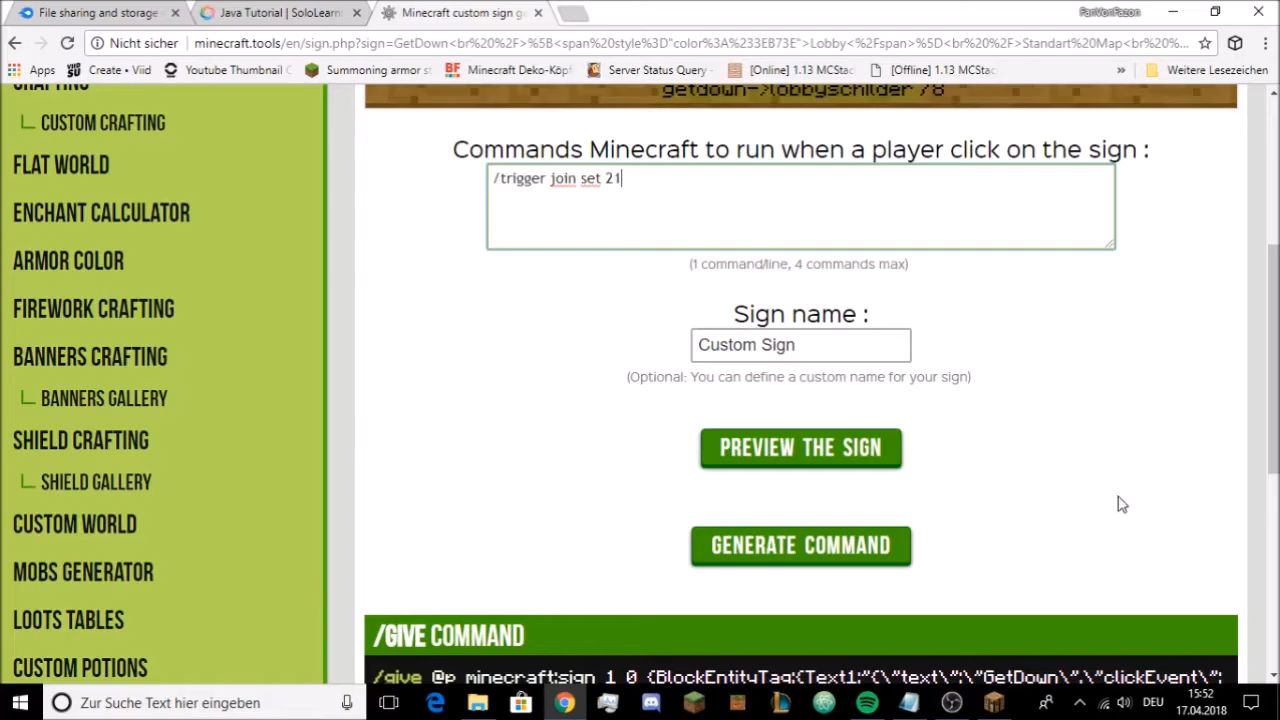 File sharing and storage
Java Tutorial | SoloLearn
Minecraft custom sign ge
FanVonFazon
Nicht sicher
minecraft.tools/en/sign.php?sign=GetDown<br%20%2F>%5B<span%20style%3D"color%3A%233EB73E">Lobby<%2Fspan>%5D<br%20%2F>Standart%20Map<br%20%...
Apps
Create • Viid
Youtube Thumbnail G
Summoning armor st
Minecraft Deko-Köpf
Server Status Query -
[Online] 1.13 MCStac
[Offline] 1.13 MCStac
»
Weitere Lesezeichen
CRAFTING
CUSTOM CRAFTING
FLAT WORLD
ENCHANT CALCULATOR
ARMOR COLOR
FIREWORK CRAFTING
BANNERS CRAFTING
BANNERS GALLERY
SHIELD CRAFTING
SHIELD GALLERY
CUSTOM WORLD
MOBS GENERATOR
LOOTS TABLES
CUSTOM POTIONS
getdown->lobbyschilder /8
Commands Minecraft to run when a player click on the sign :
/trigger join set 21
(1 command/line, 4 commands max)
Sign name :
Custom Sign
(Optional: You can define a custom name for your sign)
PREVIEW THE SIGN
GENERATE COMMAND
/GIVE COMMAND
/give @p minecraft:sign 1 0 {BlockEntityTag:{Text1:"{\"text\":\"GetDown\",\"clickEvent\":
Zur Suche Text hier eingeben
DEU
15:52
17.04.2018